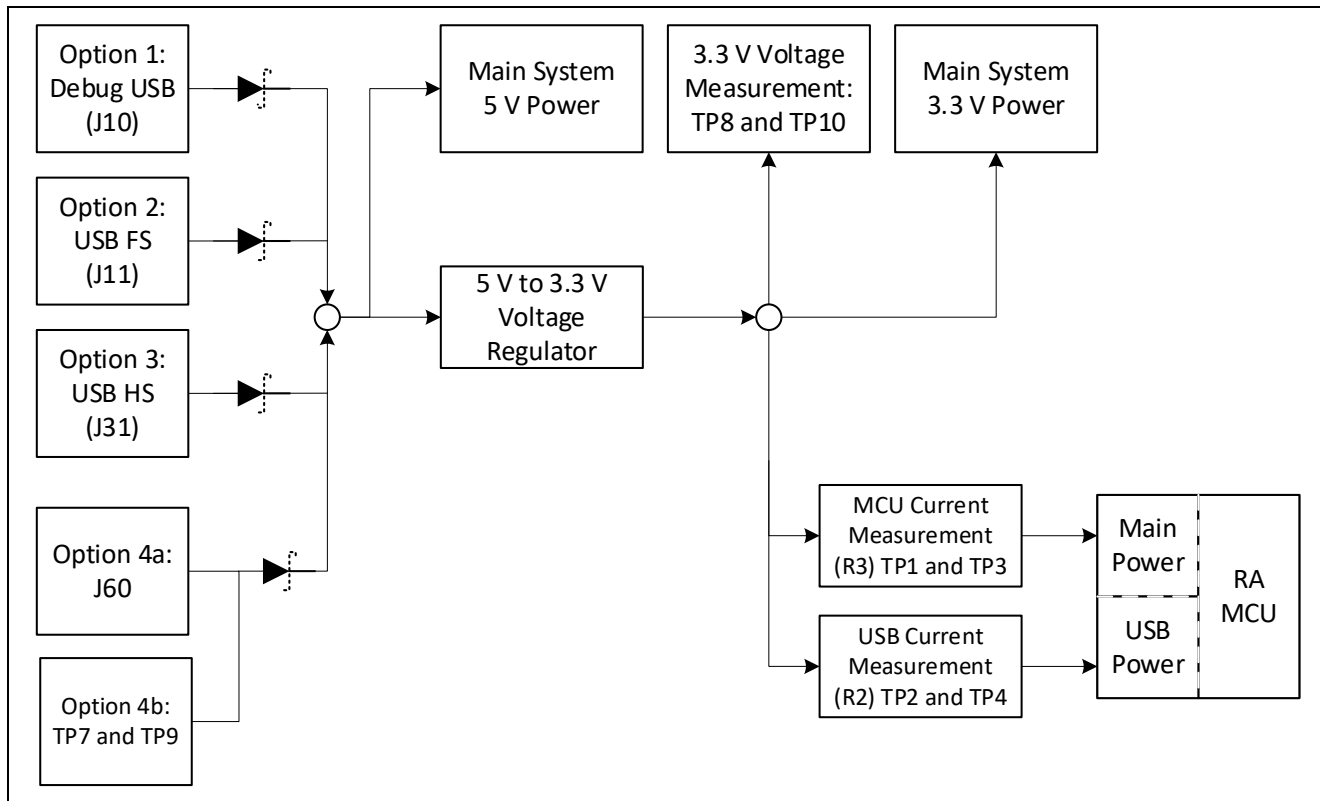 Option 1:
Debug USB
(J10)
Main System
5 V Power
3.3 V Voltage
Measurement:
TP8 and TP10
Main System
3.3 V Power
Option 2:
USB FS
(J11)
5 V to 3.3 V
Voltage
Regulator
Option 3:
USB HS
(J31)
Option 4a:
J60
Option 4b:
TP7 and TP9
MCU Current
Measurement
(R3) TP1 and TP3
USB Current
Measurement
(R2) TP2 and TP4
Main
Power
USB
Power
RA
MCU